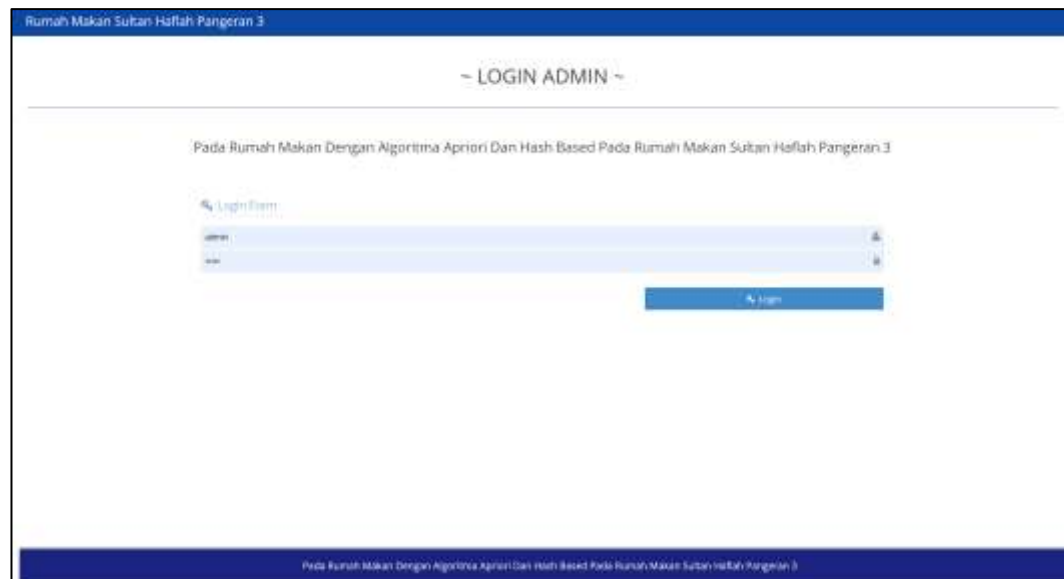 Rumah Makan Sultan Haflah Pangeran 3
~ LOGIN ADMIN ~
Pada Rumah Makan Dengan Algoritma Apriori Dan Hash Based Pada Rumah Makan Sultan Haflah Pangeran 3
Login Form
admin
Login
Pada Rumah Makan Dengan Algoritma Apriori Dan Hash Based Pada Rumah Makan Sultan Haflah Pangeran 3